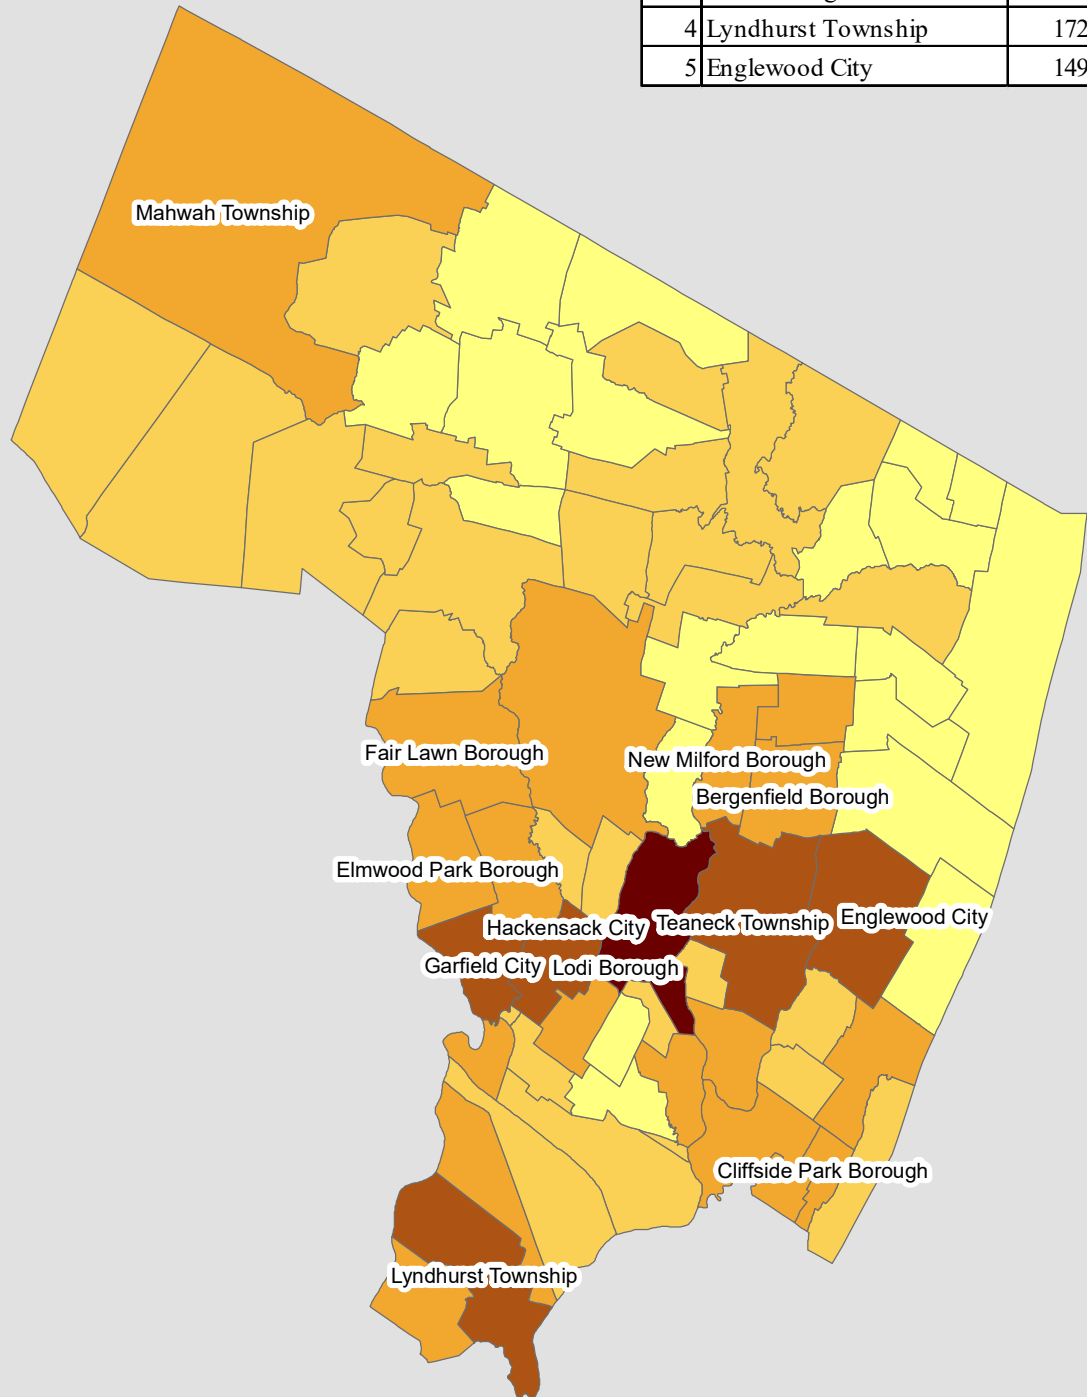 4 Lyndhurst Township 172
5 Englewood City 149
Mahwah Township
Fair Lawn Borough
New Milford Borough
Bergenfield Borough
Elmwood Park Borough
Hackensack City
Teaneck Township
Englewood City
Garfield City
Lodi Borough
Cliffside Park Borough
Lyndhurst Township